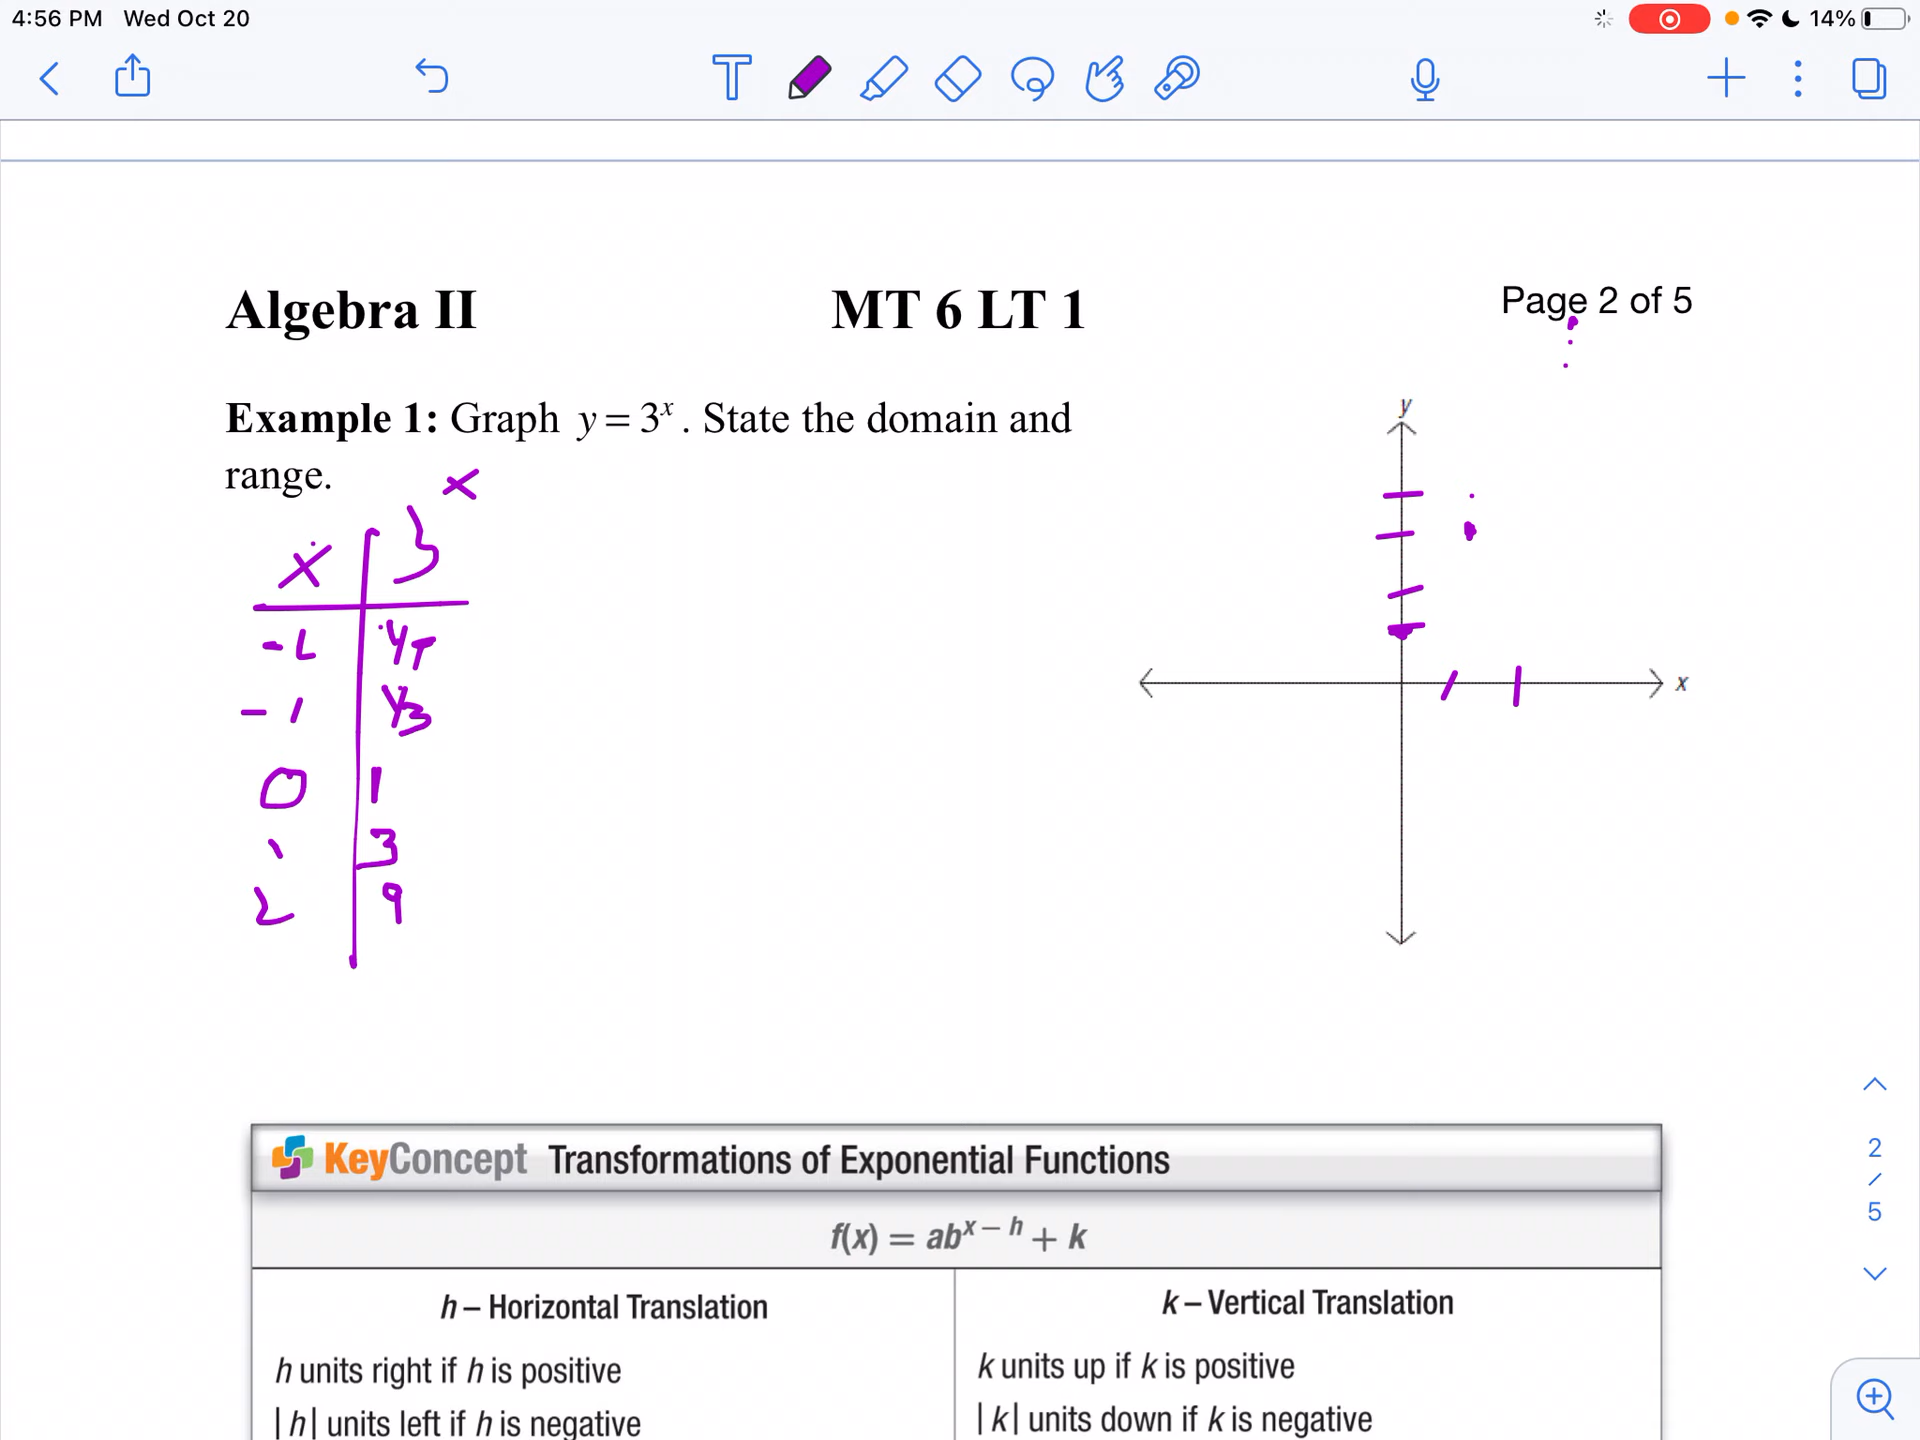 4:56 PM Wed Oct 20 14%
T
Algebra II MT 6 LT 1 Page 2 of 5
Example 1: Graph y = 3ˣ. State the domain and
range.
x 3ˣ
-2 1/9
-1 1/3
0 1
1 3
2 9
y
x
KeyConcept Transformations of Exponential Functions
f(x) = abˣ⁻ʰ + k
h – Horizontal Translation
h units right if h is positive
|h| units left if h is negative
k – Vertical Translation
k units up if k is positive
|k| units down if k is negative
2
/
5